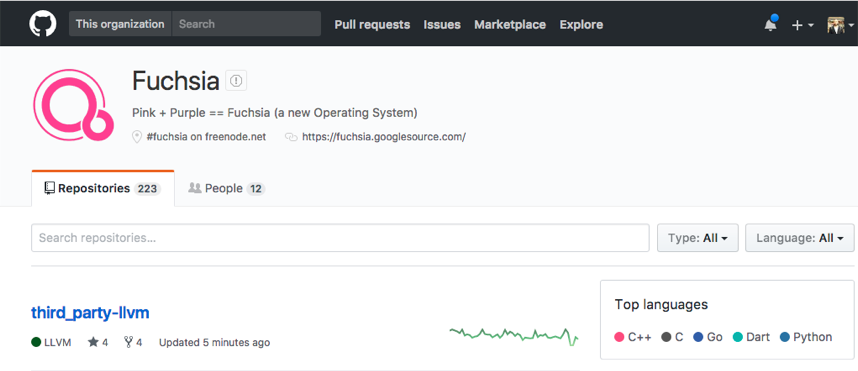 This organization Search Pull requests Issues Marketplace Explore
Fuchsia
Pink + Purple == Fuchsia (a new Operating System)
#fuchsia on freenode.net https://fuchsia.googlesource.com/
Repositories 223 People 12
Search repositories... Type: All Language: All
third_party-llvm
LLVM 4 4 Updated 5 minutes ago
Top languages
C++ C Go Dart Python